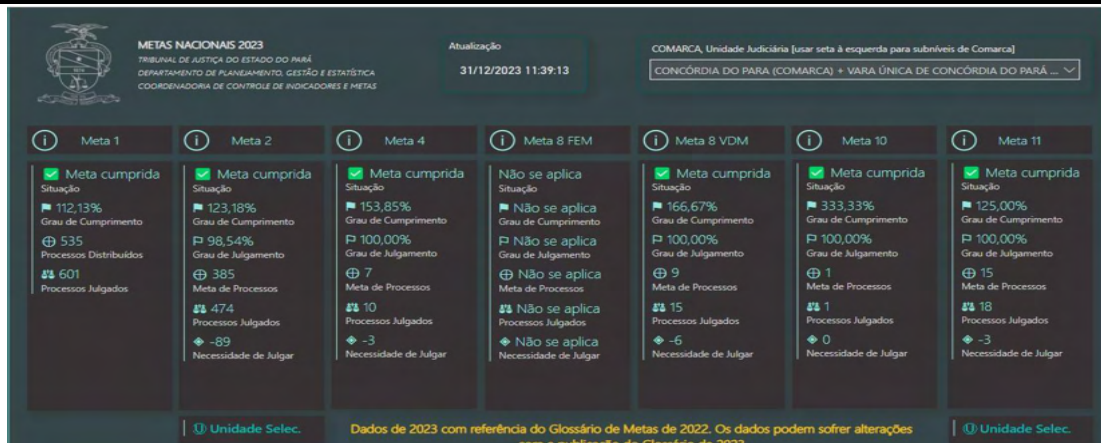 METAS NACIONAIS 2023
TRIBUNAL DE JUSTIÇA DO ESTADO DO PARÁ
DEPARTAMENTO DE PLANEJAMENTO, GESTÃO E ESTATÍSTICA
COORDENADORIA DE CONTROLE DE INDICADORES E METAS
Atualização
31/12/2023 11:39:13
COMARCA, Unidade Judiciária [usar seta à esquerda para subníveis de Comarca]
CONCÓRDIA DO PARA (COMARCA) + VARA ÚNICA DE CONCÓRDIA DO PARÁ ...
Meta 1
Meta cumprida
Situação
112,13%
Grau de Cumprimento
535
Processos Distribuídos
601
Processos Julgados
Meta 2
Meta cumprida
Situação
123,18%
Grau de Cumprimento
98,54%
Grau de Julgamento
385
Meta de Processos
474
Processos Julgados
-89
Necessidade de Julgar
Unidade Selec.
Meta 4
Meta cumprida
Situação
153,85%
Grau de Cumprimento
100,00%
Grau de Julgamento
7
Meta de Processos
10
Processos Julgados
-3
Necessidade de Julgar
Meta 8 FEM
Não se aplica
Situação
Não se aplica
Grau de Cumprimento
Não se aplica
Grau de Julgamento
Não se aplica
Meta de Processos
Não se aplica
Processos Julgados
Não se aplica
Necessidade de Julgar
Meta 8 VDM
Meta cumprida
Situação
166,67%
Grau de Cumprimento
100,00%
Grau de Julgamento
9
Meta de Processos
15
Processos Julgados
-6
Necessidade de Julgar
Meta 10
Meta cumprida
Situação
333,33%
Grau de Cumprimento
100,00%
Grau de Julgamento
1
Meta de Processos
1
Processos Julgados
0
Necessidade de Julgar
Meta 11
Meta cumprida
Situação
125,00%
Grau de Cumprimento
100,00%
Grau de Julgamento
15
Meta de Processos
18
Processos Julgados
-3
Necessidade de Julgar
Unidade Selec.
Dados de 2023 com referência do Glossário de Metas de 2022. Os dados podem sofrer alterações
com a publicação do Glossário de 2023